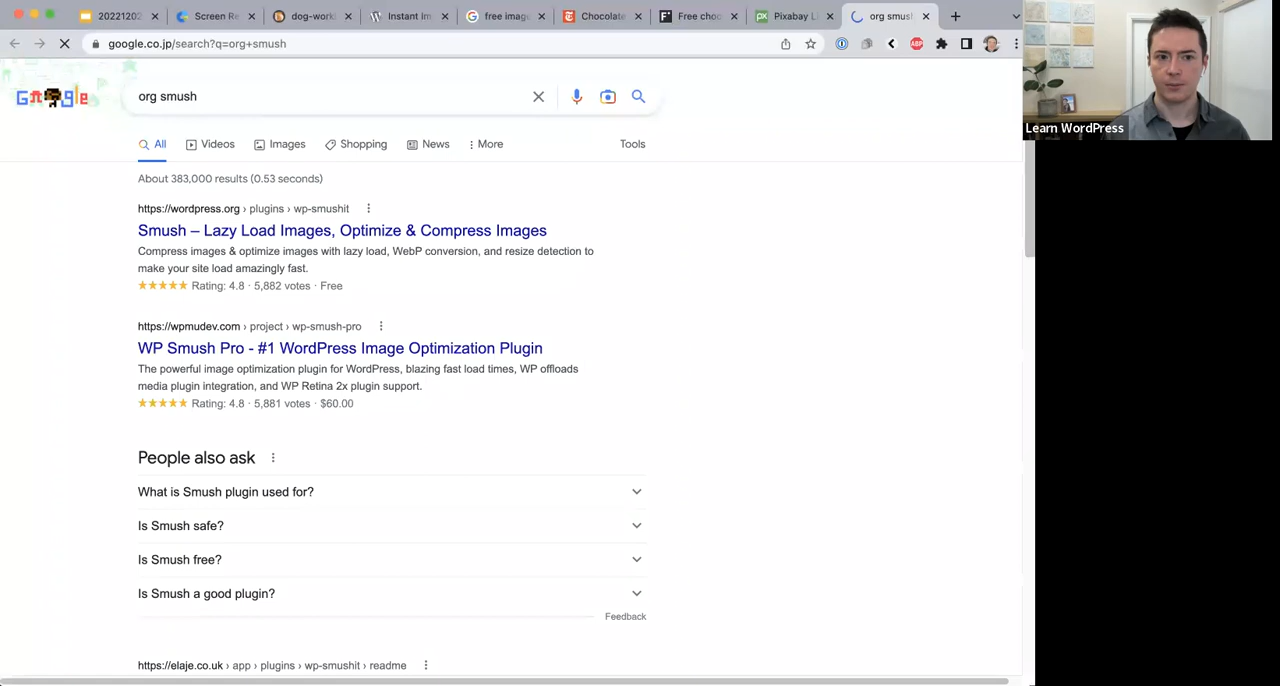 20221202
Screen Re
dog-work
Instant Im
free imag
Chocolate
Free choc
Pixabay L
org smush
google.co.jp/search?q=org+smush
ABP
org smush
Learn WordPress
All
Videos
Images
Shopping
News
More
Tools
About 383,000 results (0.53 seconds)
https://wordpress.org › plugins › wp-smushit
Smush – Lazy Load Images, Optimize & Compress Images
Compress images & optimize images with lazy load, WebP conversion, and resize detection to
make your site load amazingly fast.
Rating: 4.8 · 5,882 votes · Free
https://wpmudev.com › project › wp-smush-pro
WP Smush Pro - #1 WordPress Image Optimization Plugin
The powerful image optimization plugin for WordPress, blazing fast load times, WP offloads
media plugin integration, and WP Retina 2x plugin support.
Rating: 4.8 · 5,881 votes · $60.00
People also ask
What is Smush plugin used for?
Is Smush safe?
Is Smush free?
Is Smush a good plugin?
Feedback
https://elaje.co.uk › app › plugins › wp-smushit › readme